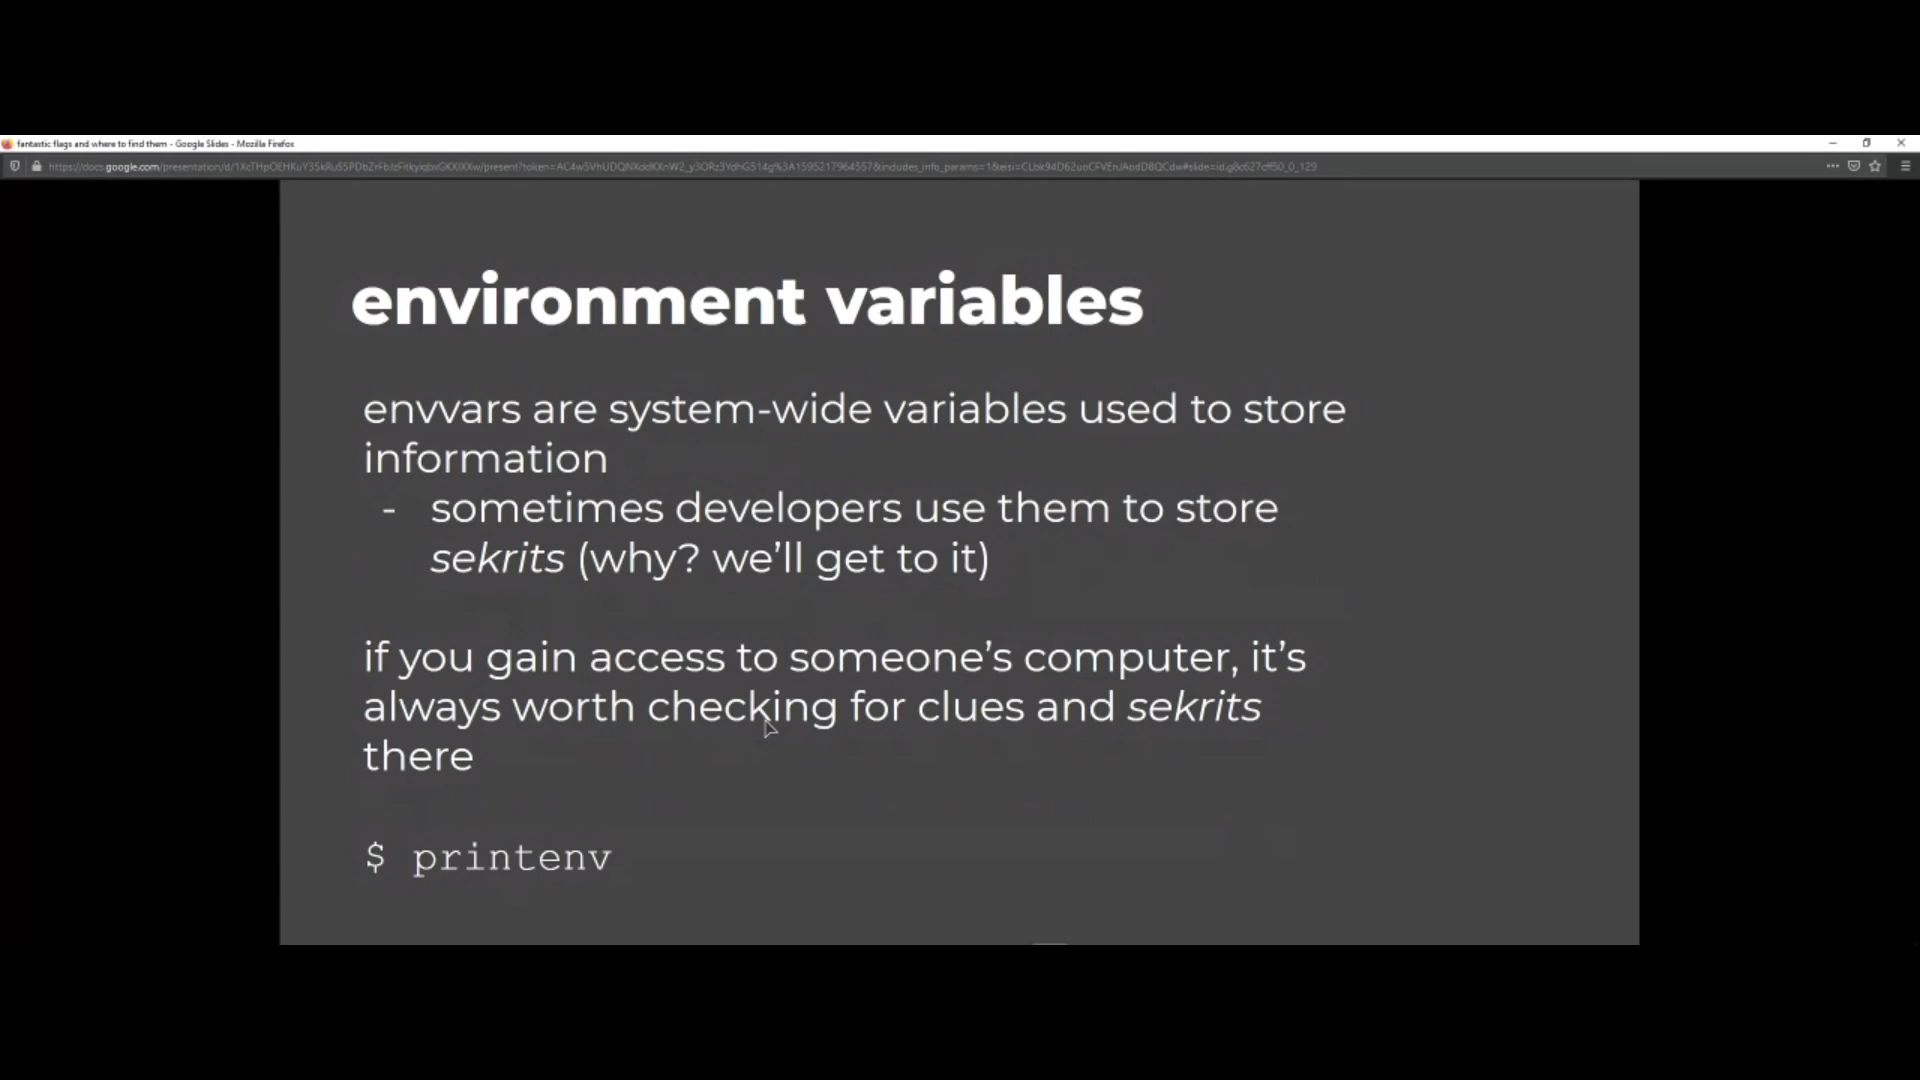 fantastic flags and where to find them - Google Slides - Mozilla Firefox
environment variables
envvars are system-wide variables used to store
information
- sometimes developers use them to store
sekrits (why? we'll get to it)
if you gain access to someone's computer, it's
always worth checking for clues and sekrits
there
$ printenv